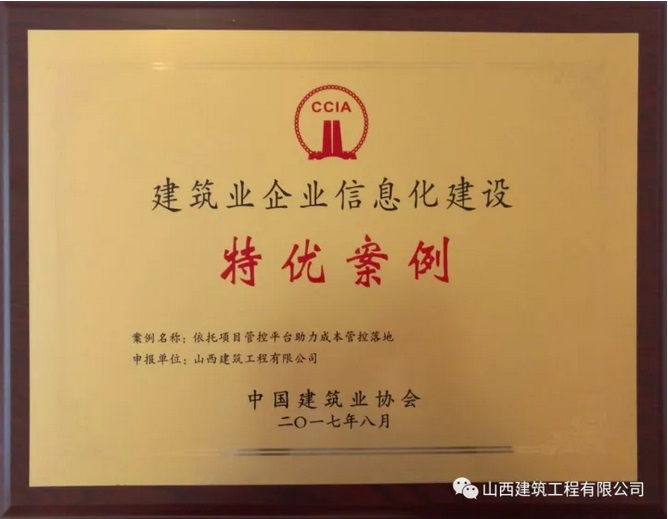 CCIA
建筑业企业信息化建设
特优案例
案例名称：依托项目管控平台助力成本管控落地
申报单位：山西建筑工程有限公司
中国建筑业协会
二〇一七年八月
山西建筑工程有限公司